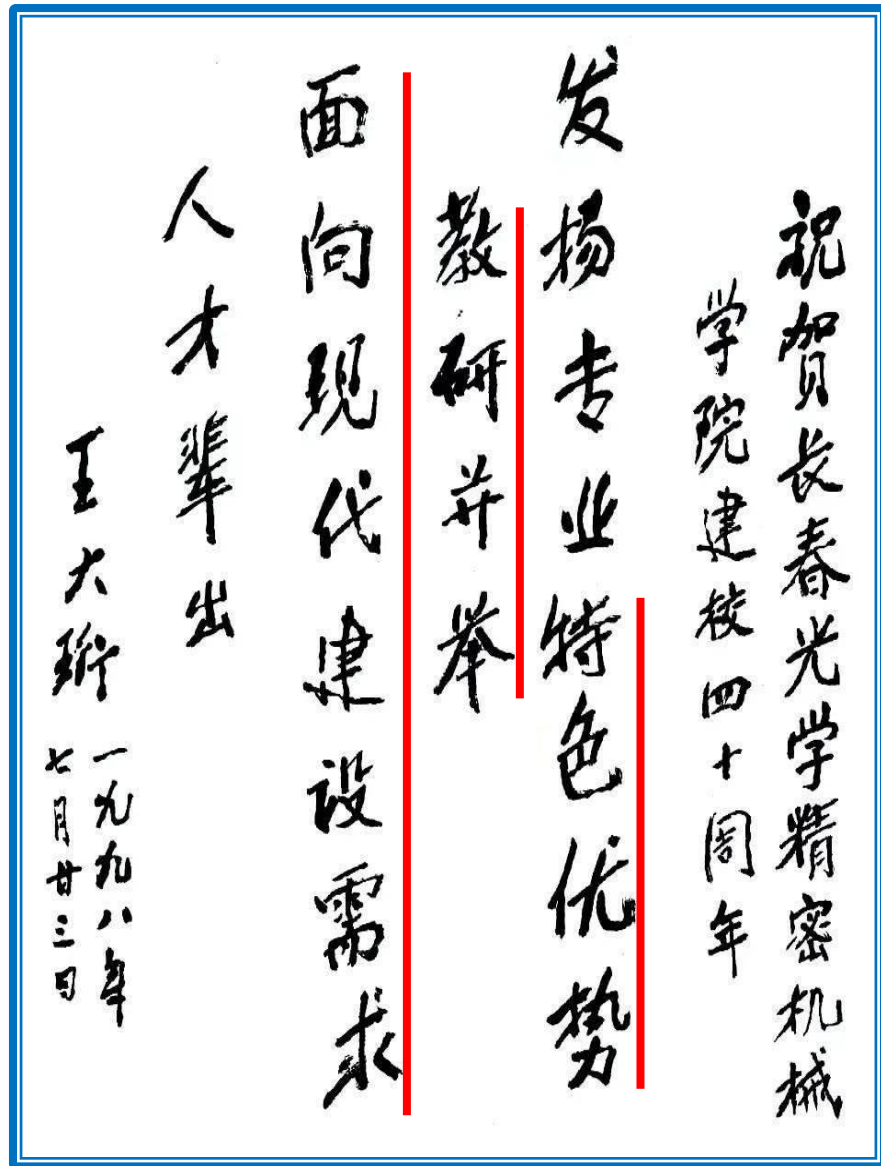 祝贺长春光学精密机械
学院建校四十周年
发扬专业特色优势
教研并举
面向现代建设需求
人才辈出
王大珩
一九九八年
七月廿三日